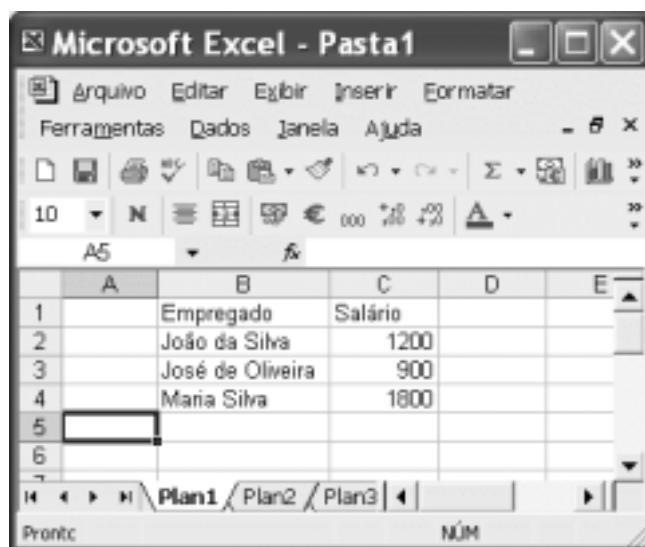 Microsoft Excel - Pasta1
Arquivo Editar Exibir Inserir Formatar
Ferramentas Dados Janela Ajuda
10 N 000
A5 fx
A B C D E
1 Empregado Salário
2 João da Silva 1200
3 José de Oliveira 900
4 Maria Silva 1800
5
6
Plan1 Plan2 Plan3
NÚM